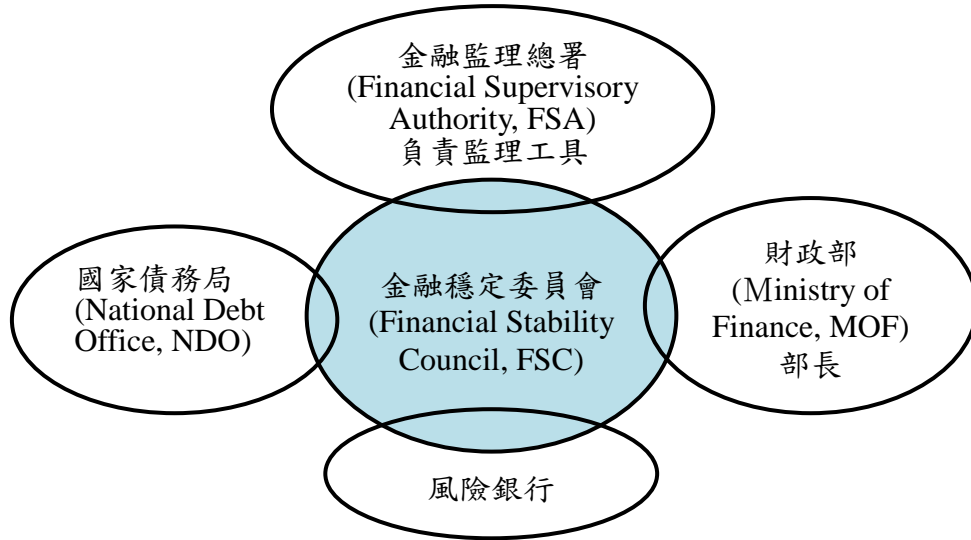 金融監理總署
(Financial Supervisory
Authority, FSA)
負責監理工具
國家債務局
(National Debt
Office, NDO)
金融穩定委員會
(Financial Stability
Council, FSC)
財政部
(Ministry of
Finance, MOF)
部長
風險銀行